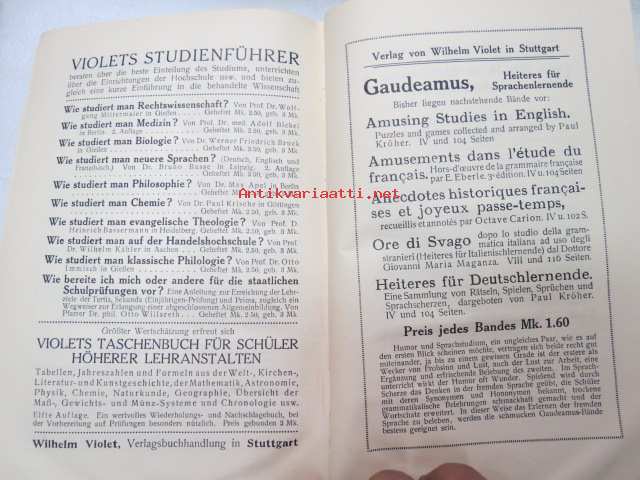 VIOLETS STUDIENFÜHRER
beraten über die beste Einteilung des Studiums, unterrichten
über die Einrichtungen der Hochschule usw. und bieten zu-
gleich eine kurze Einführung in die behandelte Wissenschaft
Wie studiert man Rechtswissenschaft? Von Prof. Dr. Wolf-
gang Mittermaier in Gießen . . . Geheftet Mk. 2.50, geb. 3 Mk.
Wie studiert man Medizin? Von Prof. Dr. med. Adolf
in Berlin. 2. Auflage . . . Geheftet Mk. 2.50, geb. 3 Mk.
Wie studiert man Biologie? Von Dr. Werner Friedrich Bruck
in Gießen . . . Geheftet Mk. 2.50, geb. 3 Mk.
Wie studiert man neuere Sprachen? (Deutsch, Englisch und
Französisch.) Von Dr. Bruno Busse in Leipzig. 2. Auflage
Geheftet Mk. 2.50, geb. 3 Mk.
Wie studiert man Philosophie? Von Dr. Max Apel in Berlin
Geheftet Mk. 2.50, geb. 3 Mk.
Wie studiert man Chemie? Von Dr. Paul Krische in Göttingen
Geheftet Mk. 2.50, geb. 3 Mk.
Wie studiert man evangelische Theologie? Von D.
Heinrich Bassermann in Heidelberg. Geheftet Mk. 2.50, geb. 3 Mk.
Wie studiert man auf der Handelshochschule? Von Prof.
Dr. Wilhelm Kähler in Aachen . . Geheftet Mk. 2.50, geb. 3 Mk.
Wie studiert man klassische Philologie? Von Prof. Dr. Otto
Immisch in Gießen . . . Geheftet Mk. 2.50, geb. 3 Mk.
Wie bereite ich mich oder andere für die staatlichen
Schulprüfungen vor? Eine Anleitung zur Erreichung der Lehr-
ziele der Tertia, Sekunda (Einjährigen-Prüfung) und Prima, zugleich ein
Wegweiser zur Erlangung einer abgeschlossenen Allgemeinbildung. Von
Pfarrer Dr. phil. Otto Willareth . Geheftet Mk. 2.50, geb. 3 Mk.
Größter Wertschätzung erfreut sich
VIOLETS TASCHENBUCH FÜR SCHÜLER
HÖHERER LEHRANSTALTEN
Tabellen, Jahreszahlen und Formeln aus der Welt-, Kirchen-,
Literatur- und Kunstgeschichte, der Mathematik, Astronomie,
Physik, Chemie, Naturkunde, Geographie, Übersicht der
Maß-, Gewichts- und Münz-Systeme und Chronologie usw.
Elfte Auflage. Ein wertvolles Wiederholungs- und Nachschlagebuch, bei
der Vorbereitung auf Prüfungen besonders nützlich. Preis gebunden 3 Mk.
Wilhelm Violet, Verlagsbuchhandlung in Stuttgart
Verlag von Wilhelm Violet in Stuttgart
Gaudeamus, Heiteres für
Sprachenlernende
Bisher liegen nachstehende Bände vor:
Amusing Studies in English.
Puzzles and games collected and arranged by Paul
Kröher. IV und 104 Seiten
Amusements dans l'étude du
français. Hors-d'œuvre de la grammaire française
par E. Eberle. 3e édition. IV u. 104 Seiten
Anecdotes historiques françai-
ses et joyeux passe-temps,
recueillis et annotés par Octave Carion. IV u. 102 S.
Ore di Svago dopo lo studio della gram-
matica italiana ad uso degli
stranieri (Heiteres für Italienischlernende) dal Dottore
Giovanni Maria Maganza. VIII und 116 Seiten
Heiteres für Deutschlernende.
Eine Sammlung von Rätseln, Spielen, Sprüchen und
Sprachscherzen, dargeboten von Paul Kröher.
IV und 104 Seiten
Preis jedes Bandes Mk. 1.60
Humor und Sprachstudium, ein ungleiches Paar, wie es auf
den ersten Blick scheinen möchte, vertragen sich beide recht gut
miteinander, ja bis zu einem gewissen Grade ist der erstere als
Wecker von Frohsinn und Lust, auch der Lust zur Arbeit, eine
Ergänzung und erfrischende Belebung des zweiten. Im Sprach-
unterricht wirkt der Humor oft Wunder. Spielend wird durch
Scherze das Denken in der fremden Sprache geübt, die Schüler
mit deren Synonymen und Homonymen bekannt, trockene
grammatikalische Belehrungen schmackhaft gemacht und der
Wortschatz erweitert. In dieser Weise das Erlernen der fremden
Sprache zu beleben, werden die schmucken Gaudeamus-Bände
bestens geeignet sein.
Antikvariaatti.net